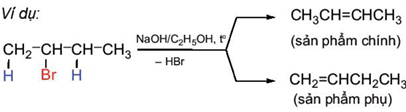 Ví dụ:
CH₂–CH–CH–CH₃
H Br H
NaOH/C₂H₅OH, t°
– HBr
CH₃CH=CHCH₃
(sản phẩm chính)
CH₂=CHCH₂CH₃
(sản phẩm phụ)